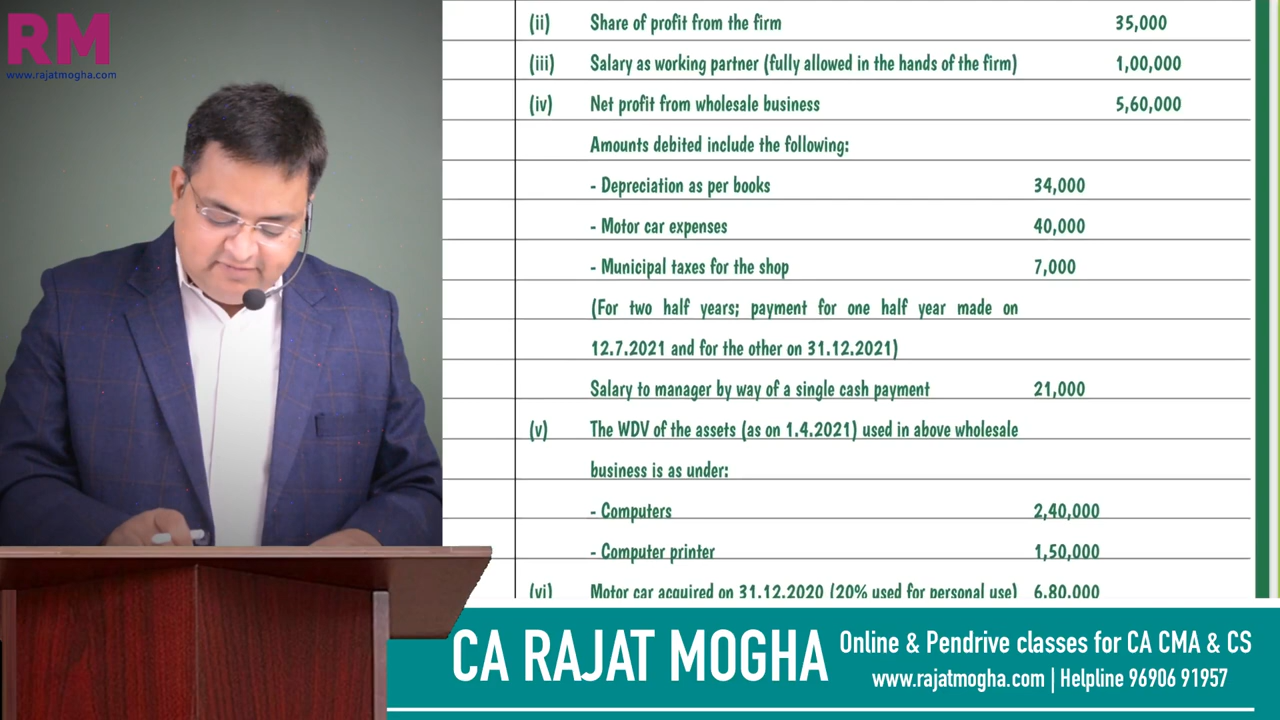 RM
www.rajatmogha.com
(ii) Share of profit from the firm 35,000
(iii) Salary as working partner (fully allowed in the hands of the firm) 1,00,000
(iv) Net profit from wholesale business 5,60,000
Amounts debited include the following:
- Depreciation as per books 34,000
- Motor car expenses 40,000
- Municipal taxes for the shop 7,000
(For two half years; payment for one half year made on
12.7.2021 and for the other on 31.12.2021)
Salary to manager by way of a single cash payment 21,000
(v) The WDV of the assets (as on 1.4.2021) used in above wholesale
business is as under:
- Computers 2,40,000
- Computer printer 1,50,000
(vi) Motor car acquired on 31.12.2020 (20% used for personal use) 6,80,000
CA RAJAT MOGHA
Online & Pendrive classes for CA CMA & CS
www.rajatmogha.com | Helpline 96906 91957